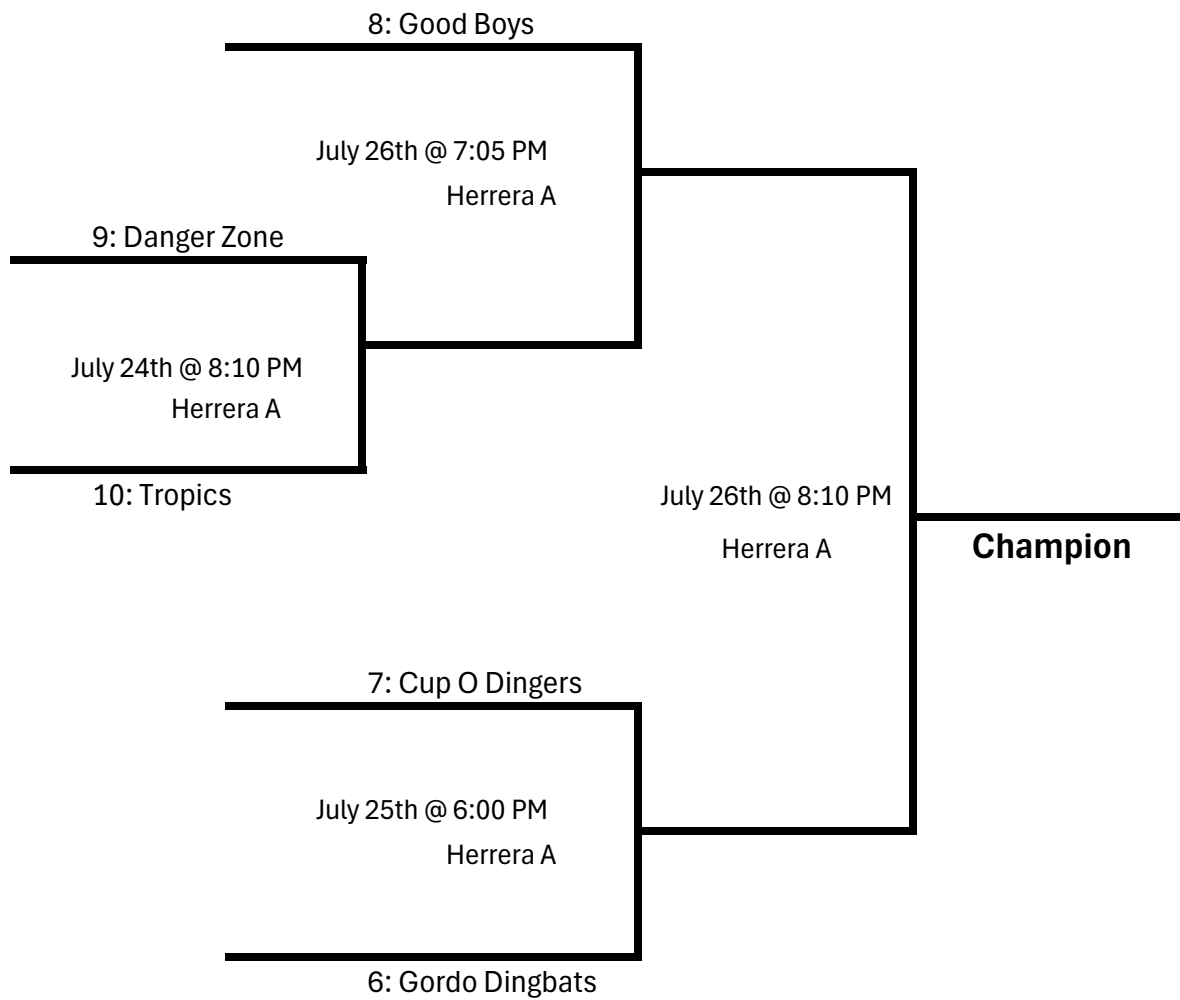 8: Good Boys
July 26th @ 7:05 PM
Herrera A
9: Danger Zone
July 24th @ 8:10 PM
Herrera A
10: Tropics
July 26th @ 8:10 PM
Herrera A
Champion
7: Cup O Dingers
July 25th @ 6:00 PM
Herrera A
6: Gordo Dingbats